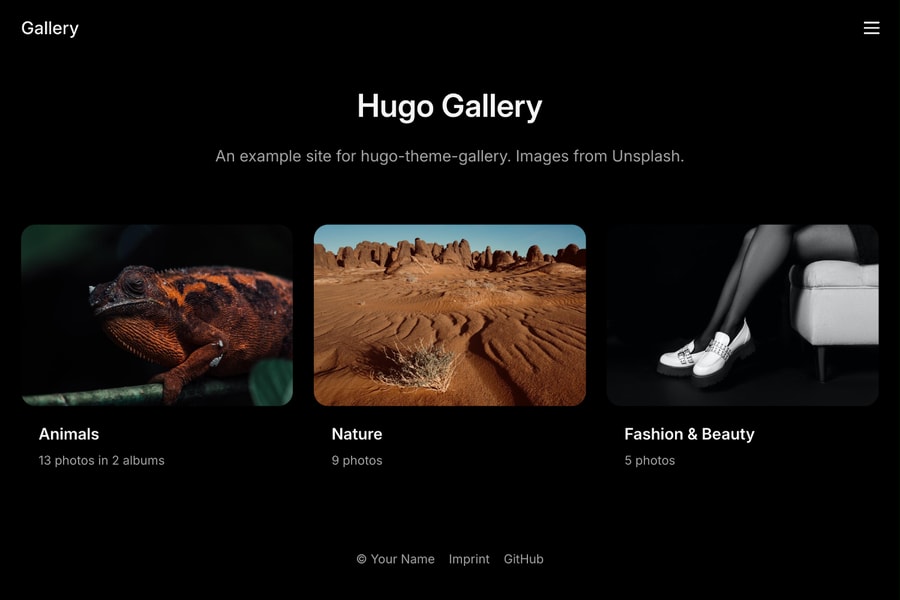 Gallery
Hugo Gallery
An example site for hugo-theme-gallery. Images from Unsplash.
Animals
13 photos in 2 albums
Nature
9 photos
Fashion & Beauty
5 photos
© Your Name Imprint GitHub